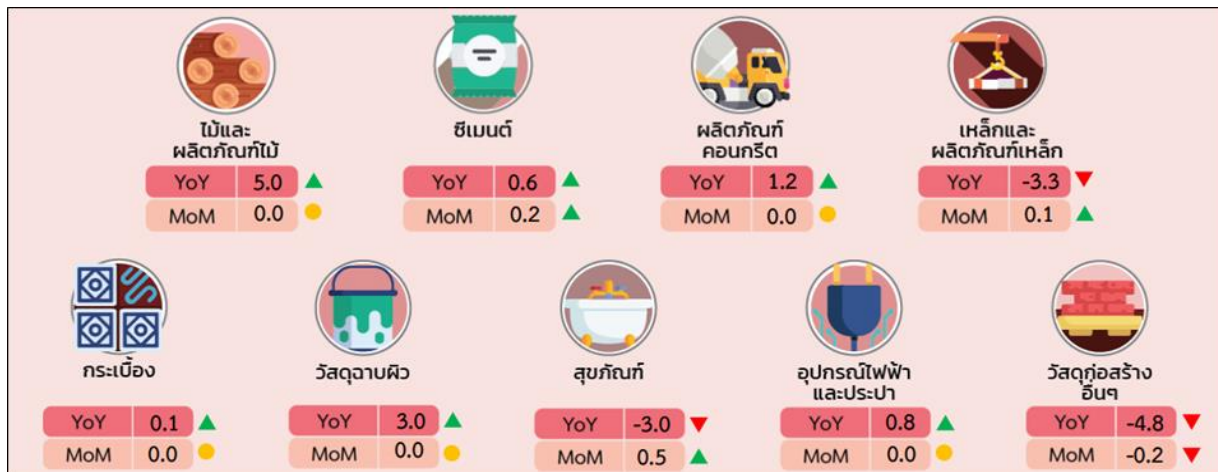 ไม้และ
ผลิตภัณฑ์ไม้
YoY 5.0
MoM 0.0
ซีเมนต์
YoY 0.6
MoM 0.2
ผลิตภัณฑ์
คอนกรีต
YoY 1.2
MoM 0.0
เหล็กและ
ผลิตภัณฑ์เหล็ก
YoY -3.3
MoM 0.1
กระเบื้อง
YoY 0.1
MoM 0.0
วัสดุฉาบผิว
YoY 3.0
MoM 0.0
สุขภัณฑ์
YoY -3.0
MoM 0.5
อุปกรณ์ไฟฟ้า
และประปา
YoY 0.8
MoM 0.0
วัสดุก่อสร้าง
อื่นๆ
YoY -4.8
MoM -0.2